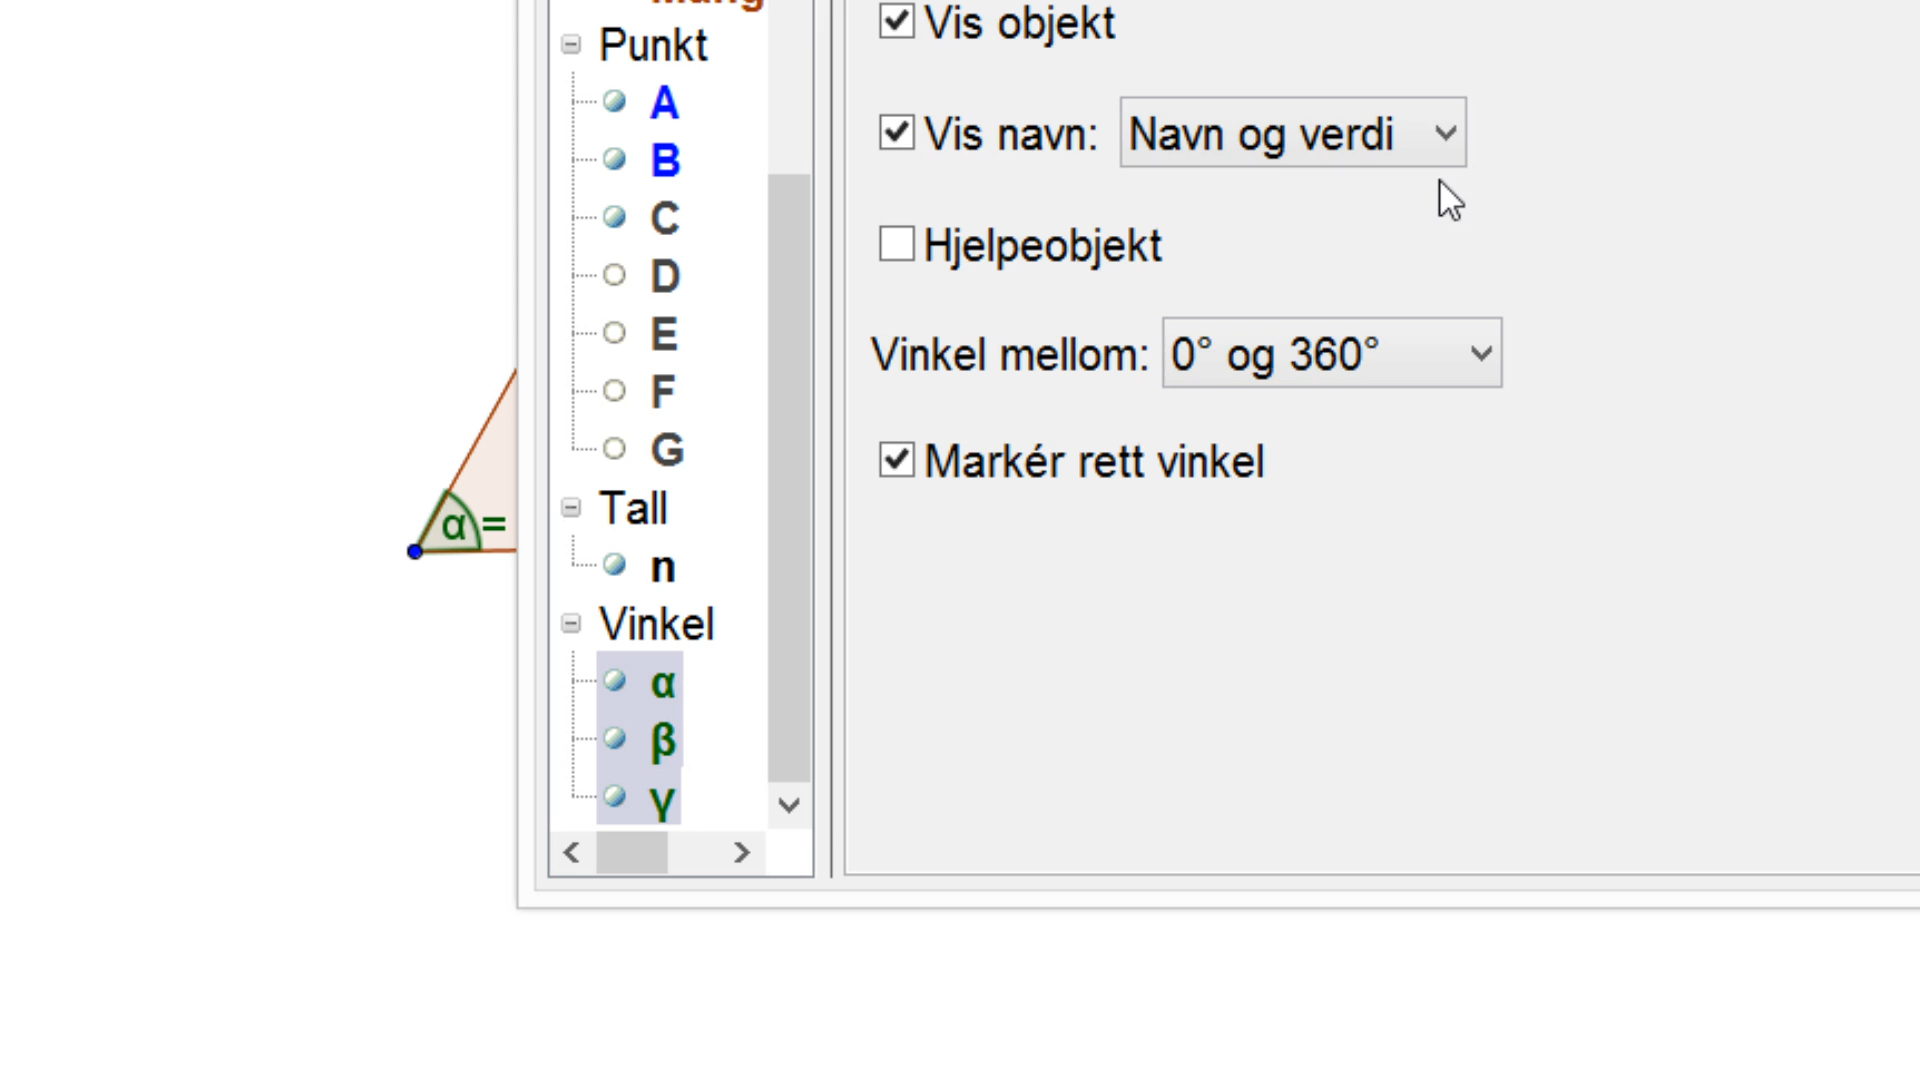 Vis objekt
Punkt
A
Vis navn: Navn og verdi
B
C
Hjelpeobjekt
D
E
Vinkel mellom: 0° og 360°
F
G
Markér rett vinkel
Tall
α=
n
Vinkel
α
β
γ